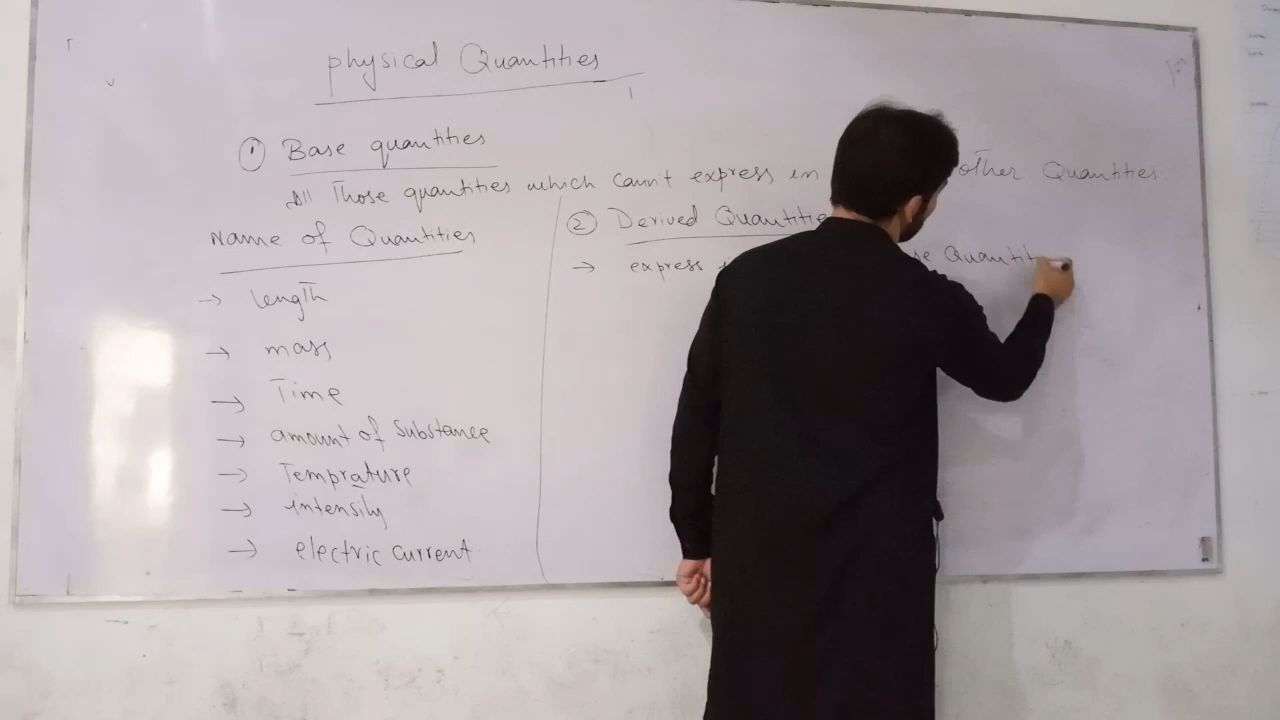 physical Quantities
① Base quantities
All Those quantities which can't express in other Quantities.
Name of Quantities
→ length
→ mass
→ Time
→ amount of substance
→ Temprature
→ intensity
→ electric current
② Derived Quantitie
→ express Quantit